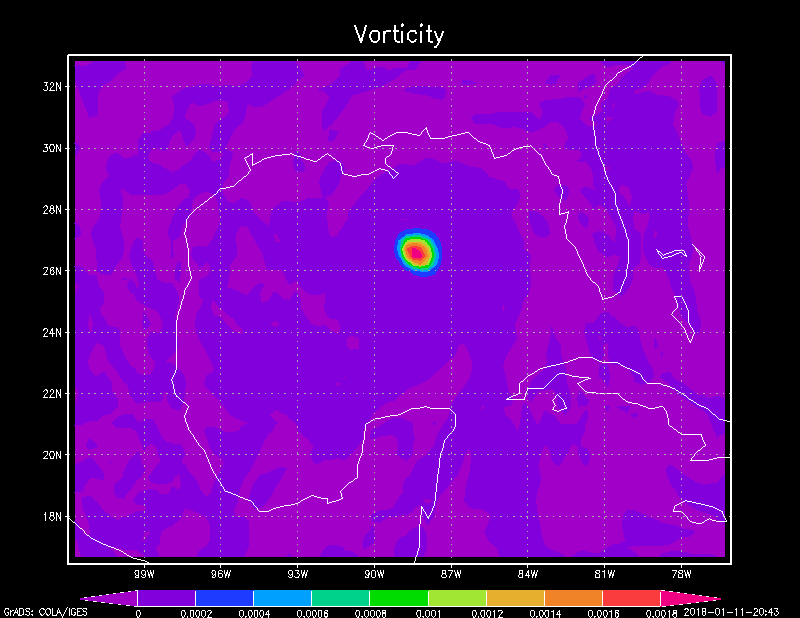 Vorticity
32N
30N
28N
26N
24N
22N
20N
18N
99W 96W 93W 90W 87W 84W 81W 78W
0 0.0002 0.0004 0.0006 0.0008 0.001 0.0012 0.0014 0.0016 0.0018
GrADS: COLA/IGES 2018-01-11-20:43